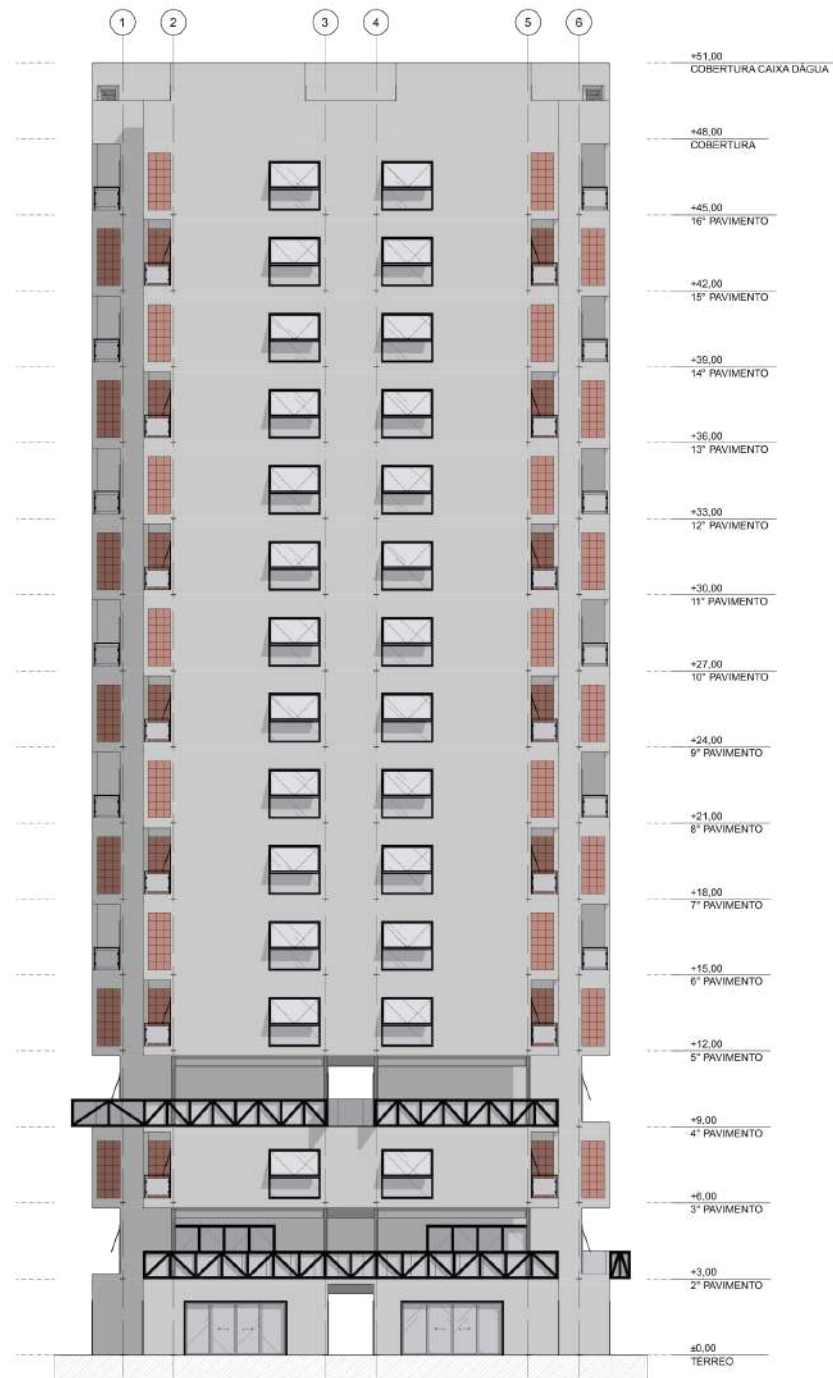 1 2 3 4 5 6
+51,00
COBERTURA CAIXA DÁGUA
+48,00
COBERTURA
+45,00
16° PAVIMENTO
+42,00
15° PAVIMENTO
+39,00
14° PAVIMENTO
+36,00
13° PAVIMENTO
+33,00
12° PAVIMENTO
+30,00
11° PAVIMENTO
+27,00
10° PAVIMENTO
+24,00
9° PAVIMENTO
+21,00
8° PAVIMENTO
+18,00
7° PAVIMENTO
+15,00
6° PAVIMENTO
+12,00
5° PAVIMENTO
+9,00
4° PAVIMENTO
+6,00
3° PAVIMENTO
+3,00
2° PAVIMENTO
±0,00
TÉRREO